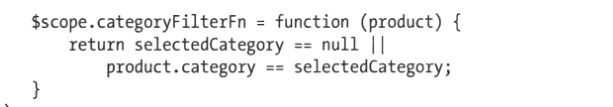 $scope.categoryFilterFn = function (product) {
return selectedCategory == null ||
product.category == selectedCategory;
}